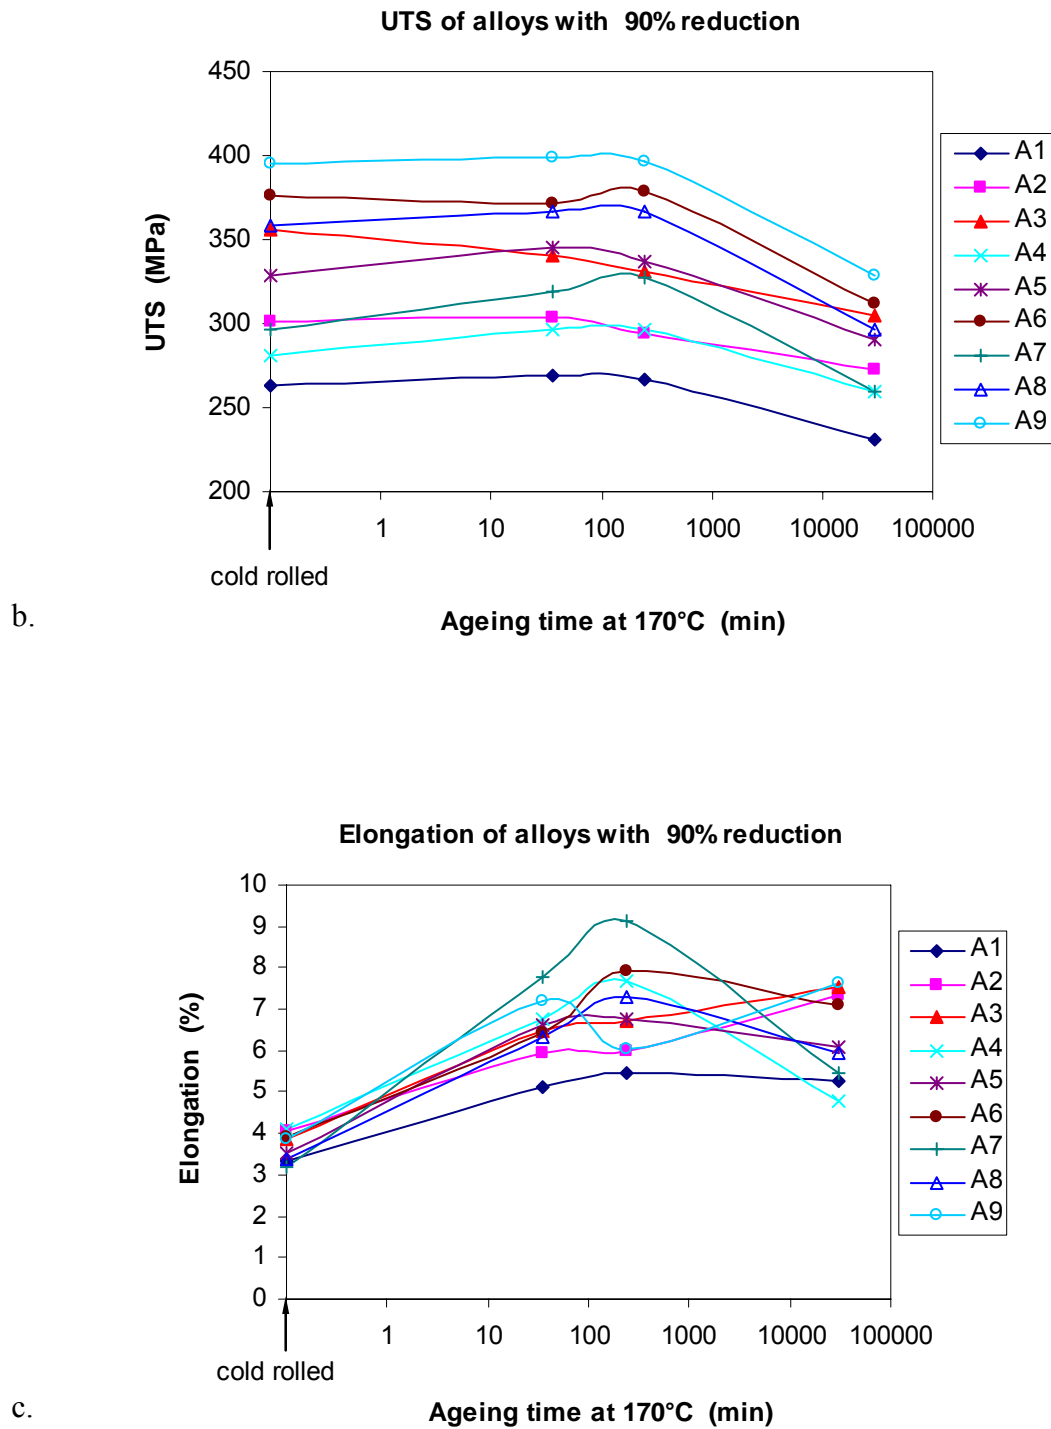 UTS of alloys with 90% reduction
450
400
350
300
250
200
UTS (MPa)
1 10 100 1000 10000 100000
cold rolled
Ageing time at 170°C (min)
A1
A2
A3
A4
A5
A6
A7
A8
A9
b.
Elongation of alloys with 90% reduction
10
9
8
7
6
5
4
3
2
1
0
Elongation (%)
1 10 100 1000 10000 100000
cold rolled
Ageing time at 170°C (min)
A1
A2
A3
A4
A5
A6
A7
A8
A9
c.